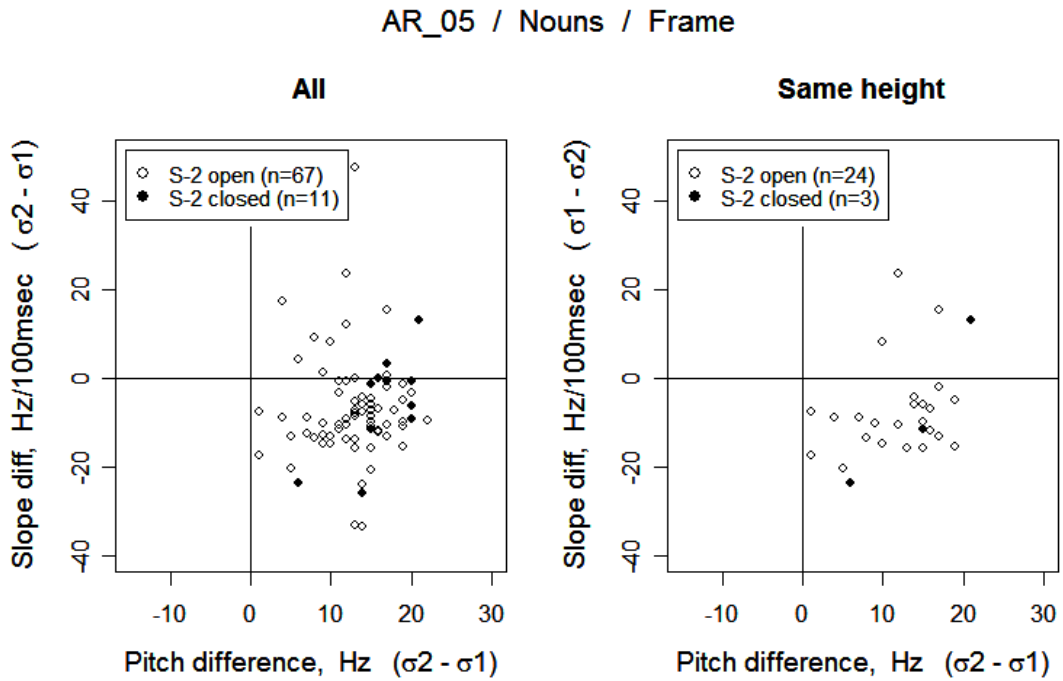 AR_05 / Nouns / Frame
All
S-2 open (n=67)
S-2 closed (n=11)
Slope diff, Hz/100msec ( σ2 - σ1)
40
20
0
-20
-40
-10 0 10 20 30
Pitch difference, Hz (σ2 - σ1)
Same height
S-2 open (n=24)
S-2 closed (n=3)
Slope diff, Hz/100msec ( σ1 - σ2)
40
20
0
-20
-40
-10 0 10 20 30
Pitch difference, Hz (σ2 - σ1)